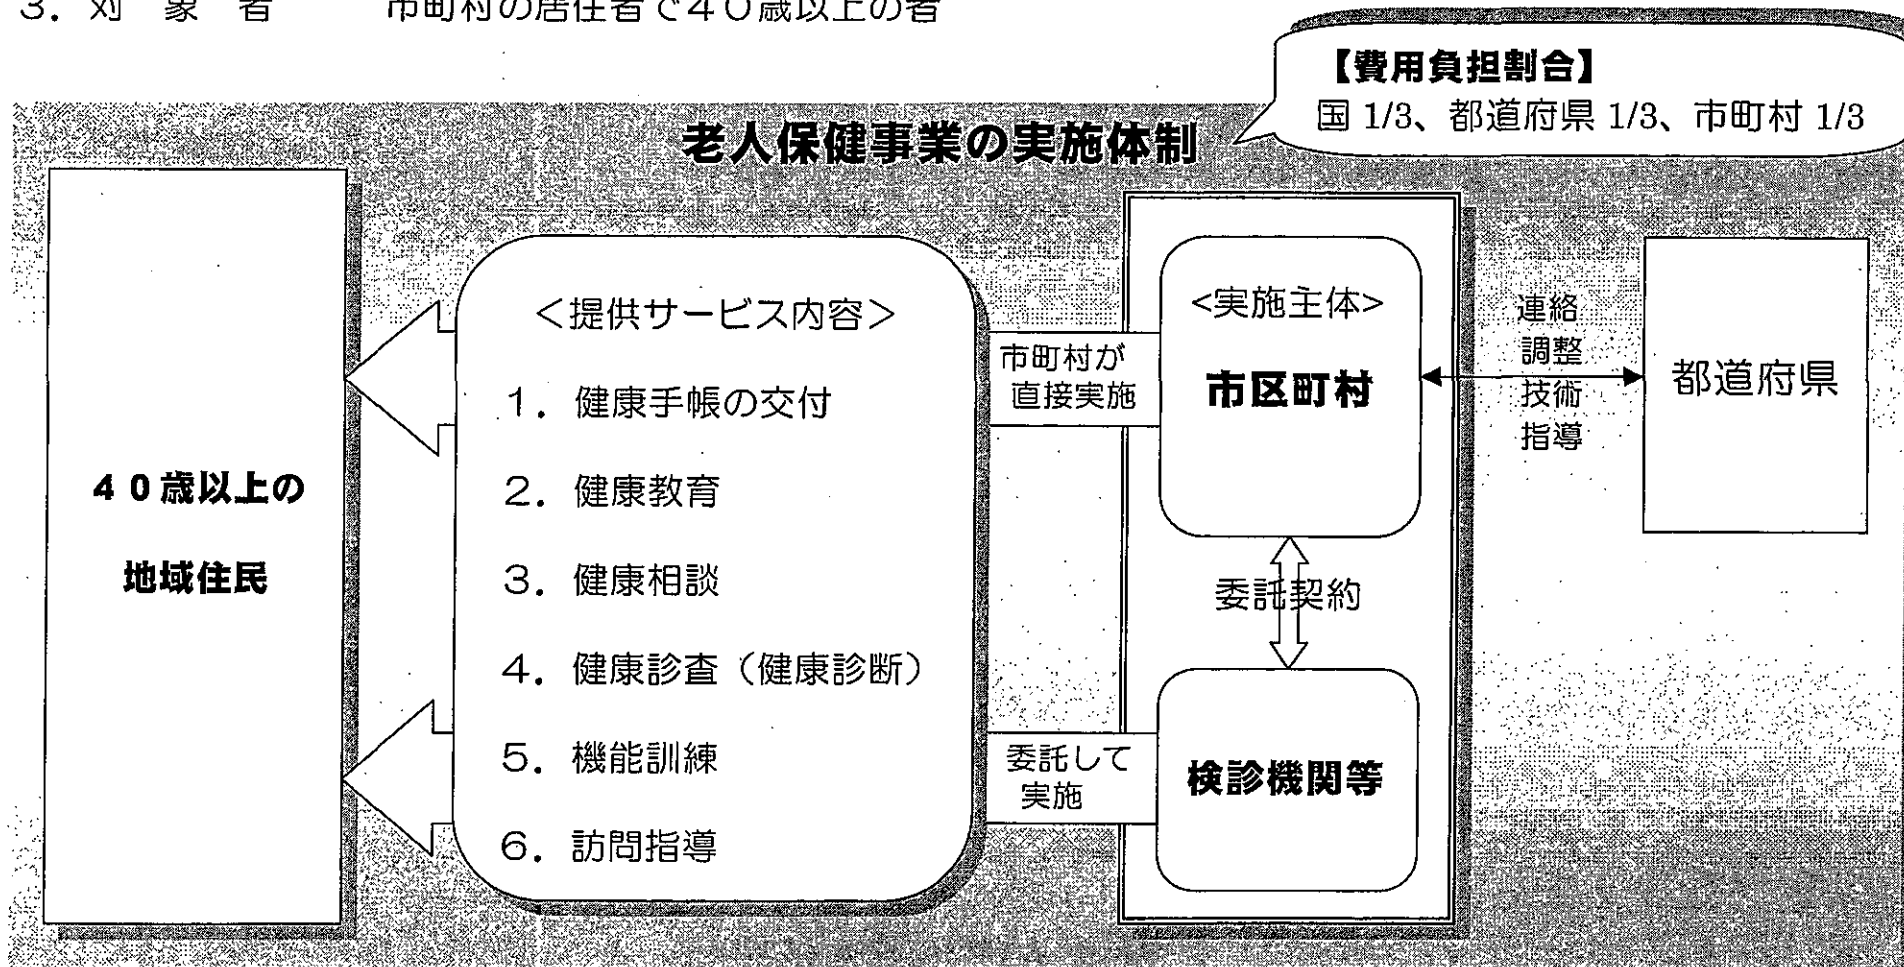 3. 対　象　者　　市町村の居住者で40歳以上の者
【費用負担割合】
国 1/3、都道府県 1/3、市町村 1/3
老人保健事業の実施体制
40歳以上の
地域住民
＜提供サービス内容＞
1．健康手帳の交付
2．健康教育
3．健康相談
4．健康診査（健康診断）
5．機能訓練
6．訪問指導
市町村が
直接実施
委託して
実施
<実施主体>
市区町村
委託契約
検診機関等
連絡
調整
技術
指導
都道府県